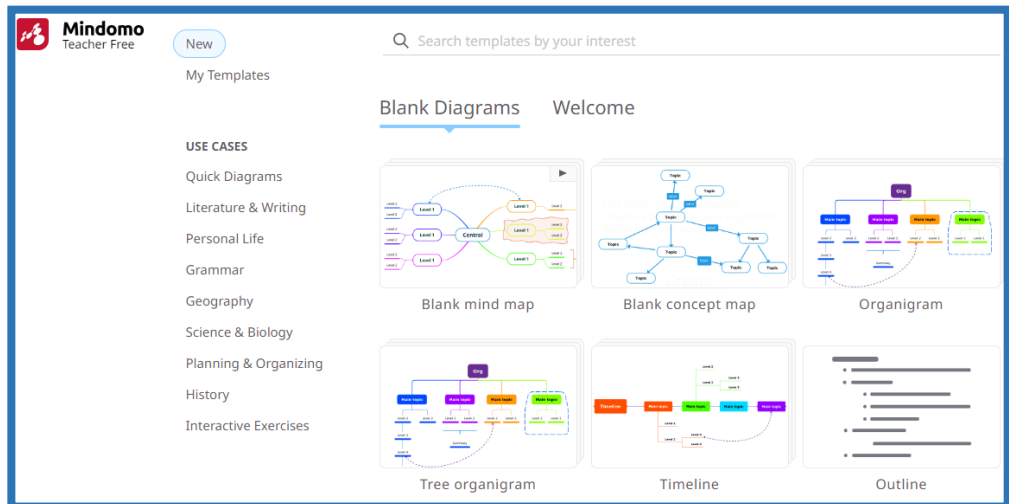 Mindomo
Teacher Free
New
My Templates
Search templates by your interest
Blank Diagrams
Welcome
USE CASES
Quick Diagrams
Literature & Writing
Personal Life
Grammar
Geography
Science & Biology
Planning & Organizing
History
Interactive Exercises
Level 1
Level 1
Level 1
Central
Level 1
Level 1
Level 1
Blank mind map
Topic
Topic
Topic
Topic
Topic
Topic
Topic
Topic
Topic
Blank concept map
Org
Main topic
Main topic
Main topic
Main topic
Organigram
Org
Main topic
Main topic
Main topic
Main topic
Tree organigram
Timeline
Main topic
Main topic
Main topic
Main topic
Timeline
Outline